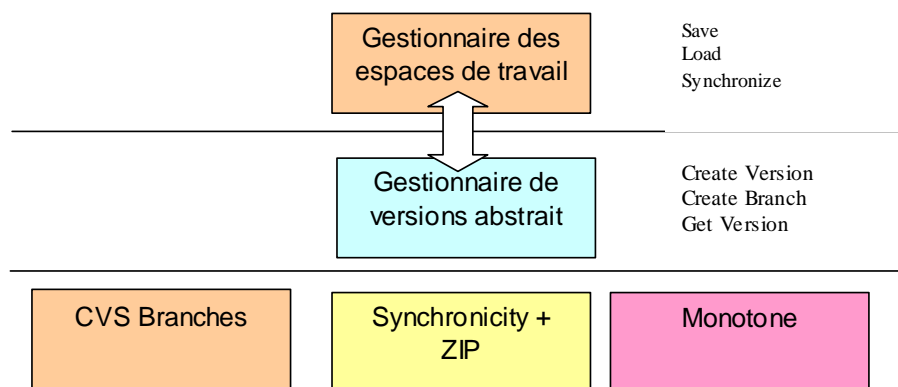 Gestionnaire des
espaces de travail
Save
Load
Synchronize
Gestionnaire de
versions abstrait
Create Version
Create Branch
Get Version
CVS Branches
Synchronicity +
ZIP
Monotone